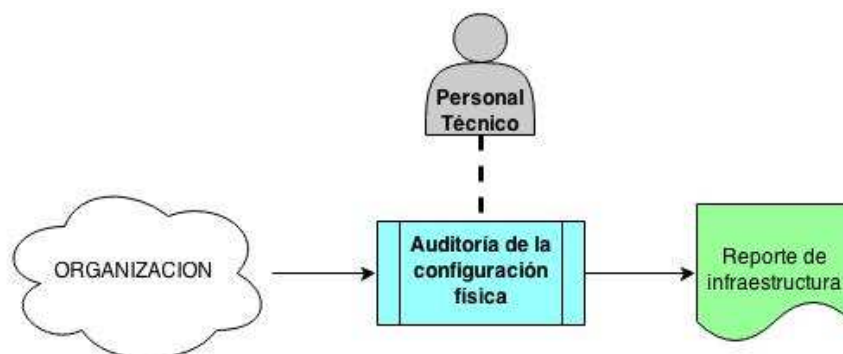 Personal
Técnico
ORGANIZACION
Auditoría de la
configuración
física
Reporte de
infraestructura